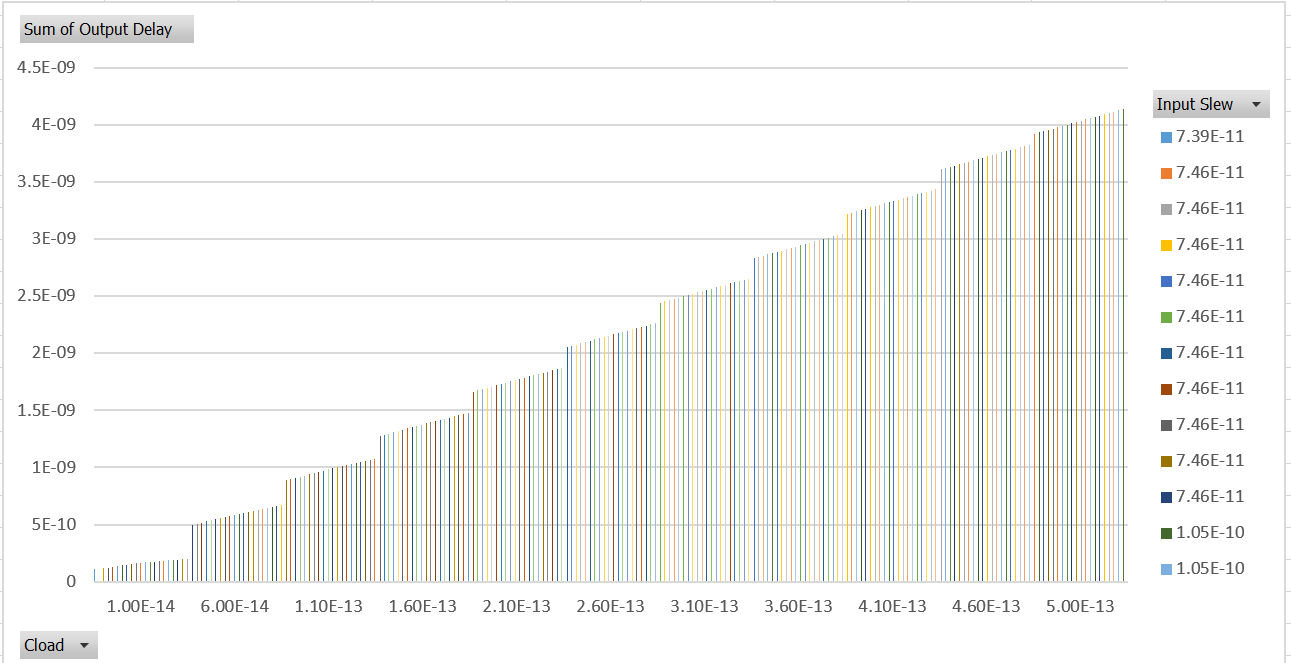 Sum of Output Delay
4.5E-09
4E-09
3.5E-09
3E-09
2.5E-09
2E-09
1.5E-09
1E-09
5E-10
0
1.00E-14 6.00E-14 1.10E-13 1.60E-13 2.10E-13 2.60E-13 3.10E-13 3.60E-13 4.10E-13 4.60E-13 5.00E-13
Cload
Input Slew
7.39E-11
7.46E-11
7.46E-11
7.46E-11
7.46E-11
7.46E-11
7.46E-11
7.46E-11
7.46E-11
7.46E-11
7.46E-11
1.05E-10
1.05E-10